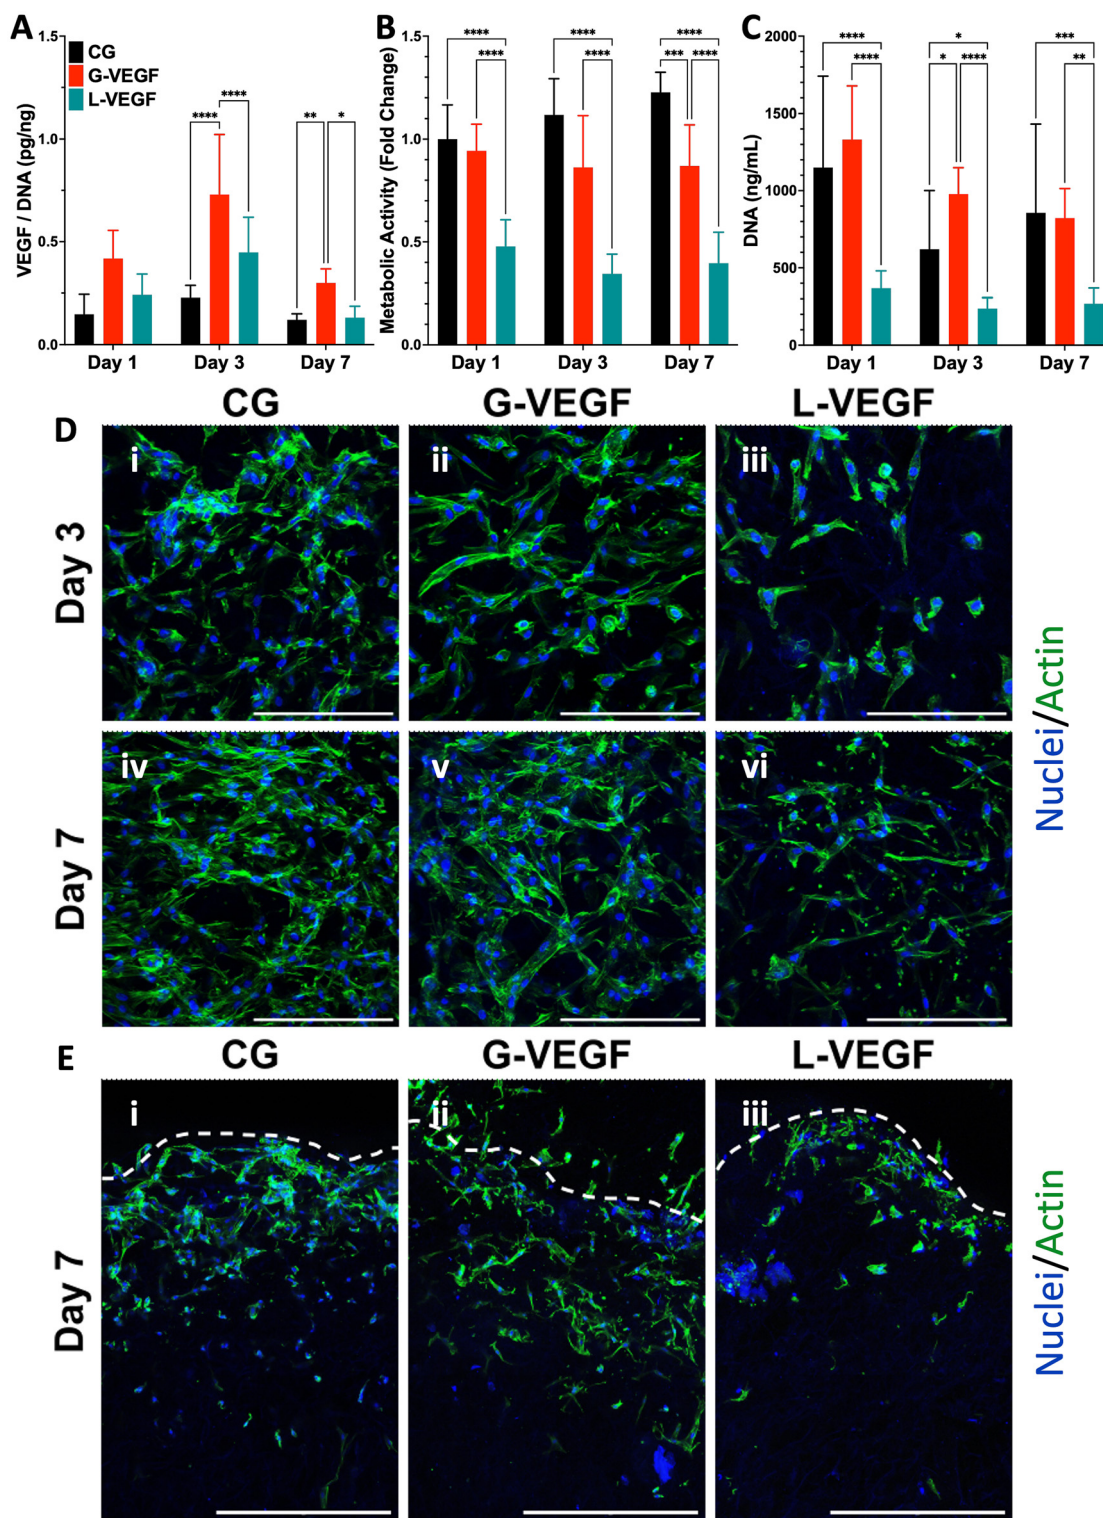 A
1.5
1.0
0.5
0.0
VEGF / DNA (pg/ng)
CG
G-VEGF
L-VEGF
****
****
**
*
Day 1
Day 3
Day 7
B
1.5
1.0
0.5
0.0
Metabolic Activity (Fold Change)
****
****
****
****
****
***
****
Day 1
Day 3
Day 7
C
2000
1500
1000
500
0
DNA (ng/mL)
****
****
*
*
****
***
**
Day 1
Day 3
Day 7
CG
G-VEGF
L-VEGF
D
Day 3
i
ii
iii
Day 7
iv
v
vi
Nuclei/Actin
E
CG
G-VEGF
L-VEGF
Day 7
i
ii
iii
Nuclei/Actin